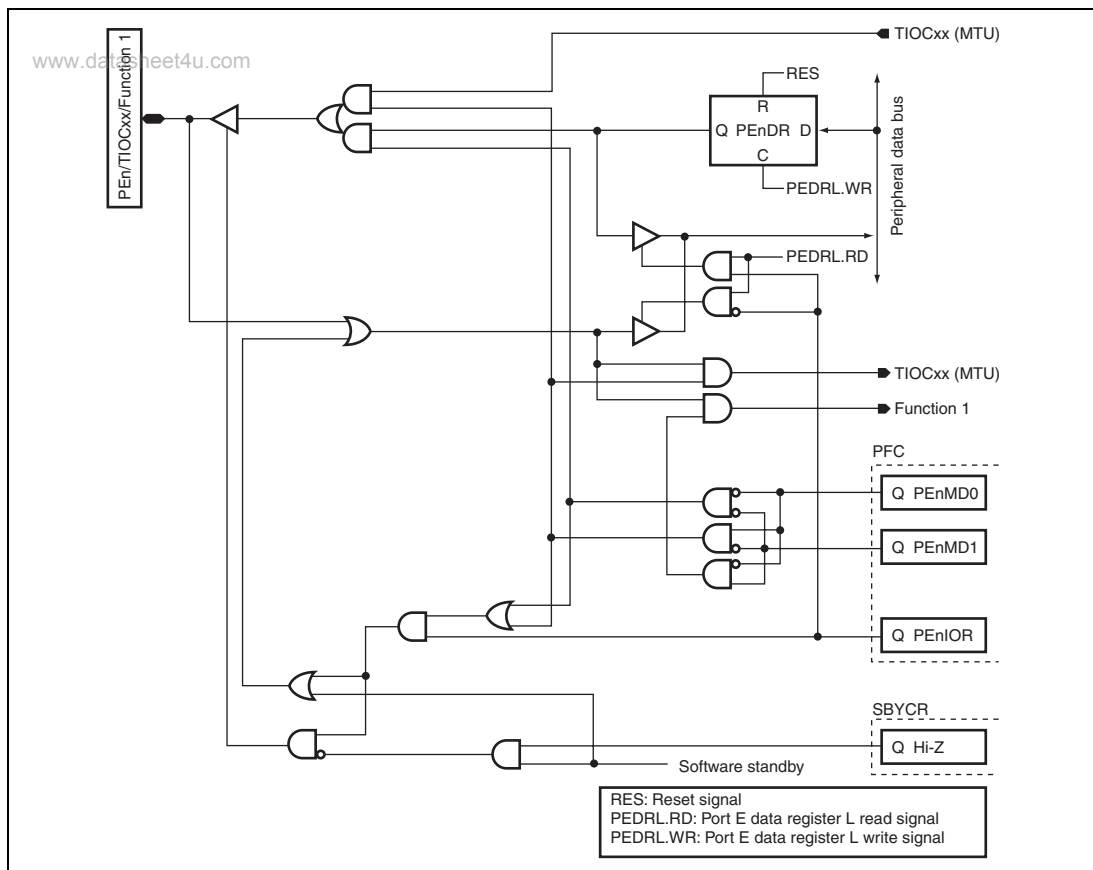 PEn/TIOCxx/Function 1
www.datasheet4u.com
TIOCxx (MTU)
RES
R
Q PEnDR D
C
PEDRL.WR
Peripheral data bus
PEDRL.RD
TIOCxx (MTU)
Function 1
PFC
Q PEnMD0
Q PEnMD1
Q PEnIOR
SBYCR
Q Hi-Z
Software standby
RES: Reset signal
PEDRL.RD: Port E data register L read signal
PEDRL.WR: Port E data register L write signal